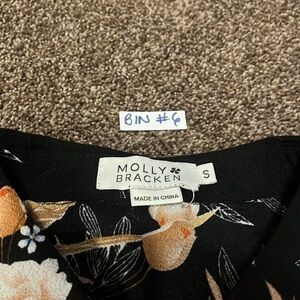 BIN #6
MOLLY
BRACKEN
S
MADE IN CHINA